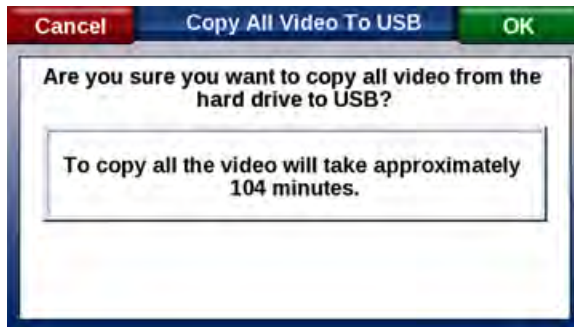 Cancel
Copy All Video To USB
OK
Are you sure you want to copy all video from the
hard drive to USB?
To copy all the video will take approximately
104 minutes.